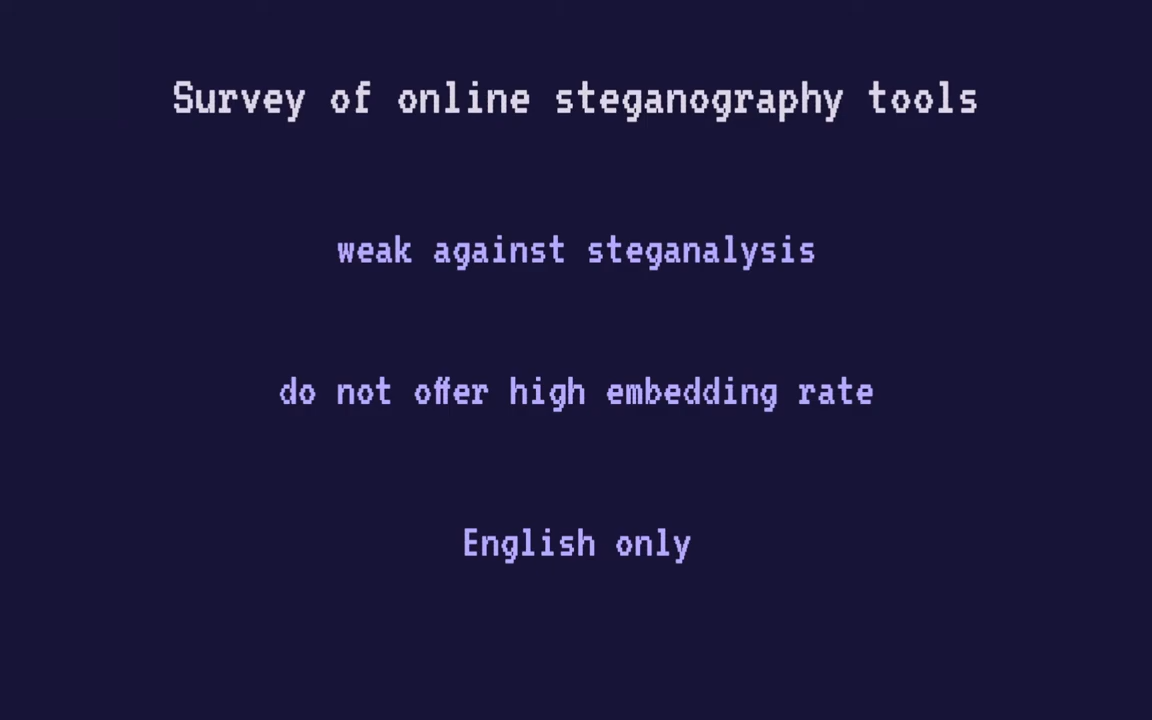 Survey of online steganography tools
weak against steganalysis
do not offer high embedding rate
English only